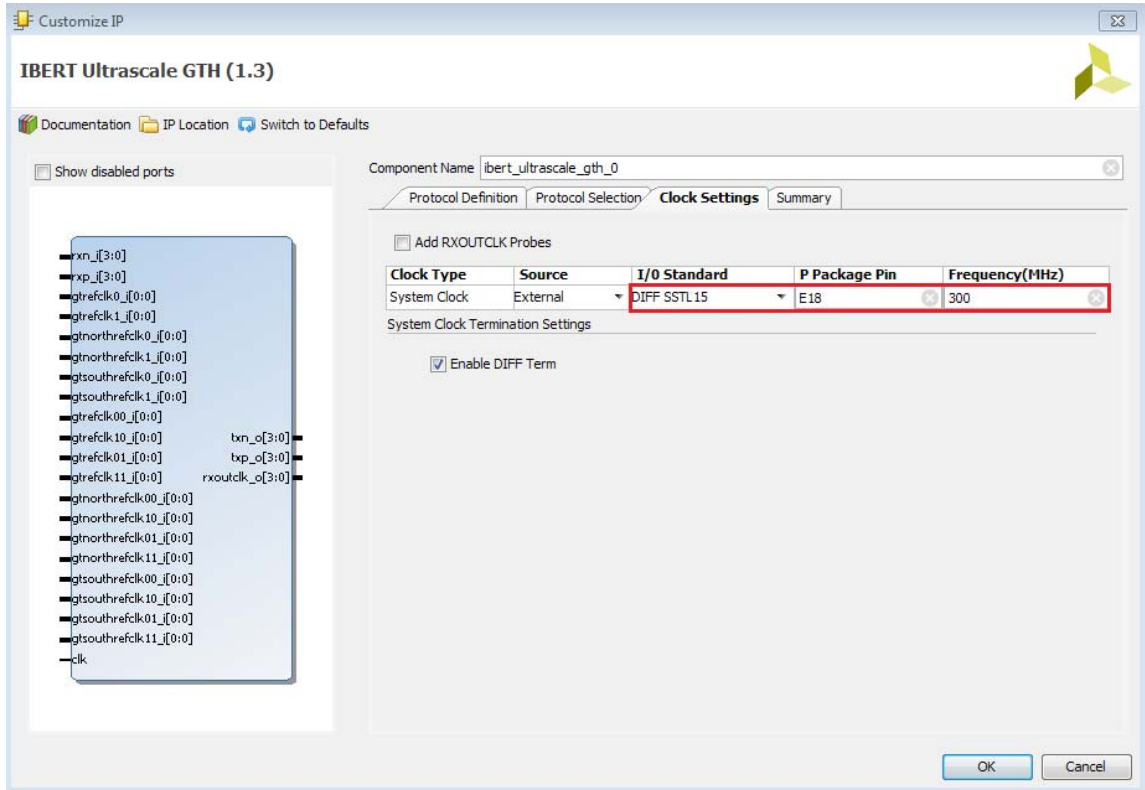 Customize IP
IBERT Ultrascale GTH (1.3)
Documentation IP Location Switch to Defaults
Show disabled ports
rxn_i[3:0]
rxp_i[3:0]
gtrefclk0_i[0:0]
gtrefclk1_i[0:0]
gtnorthrefclk0_i[0:0]
gtnorthrefclk1_i[0:0]
gtsouthrefclk0_i[0:0]
gtsouthrefclk1_i[0:0]
gtrefclk00_i[0:0]
gtrefclk10_i[0:0] txn_o[3:0]
gtrefclk01_i[0:0] txp_o[3:0]
gtrefclk11_i[0:0] rxoutclk_o[3:0]
gtnorthrefclk00_i[0:0]
gtnorthrefclk10_i[0:0]
gtnorthrefclk01_i[0:0]
gtnorthrefclk11_i[0:0]
gtsouthrefclk00_i[0:0]
gtsouthrefclk10_i[0:0]
gtsouthrefclk01_i[0:0]
gtsouthrefclk11_i[0:0]
clk
Component Name ibert_ultrascale_gth_0
Protocol Definition Protocol Selection Clock Settings Summary
Add RXOUTCLK Probes
Clock Type Source I/0 Standard P Package Pin Frequency(MHz)
System Clock External DIFF SSTL15 E18 300
System Clock Termination Settings
Enable DIFF Term
OK Cancel